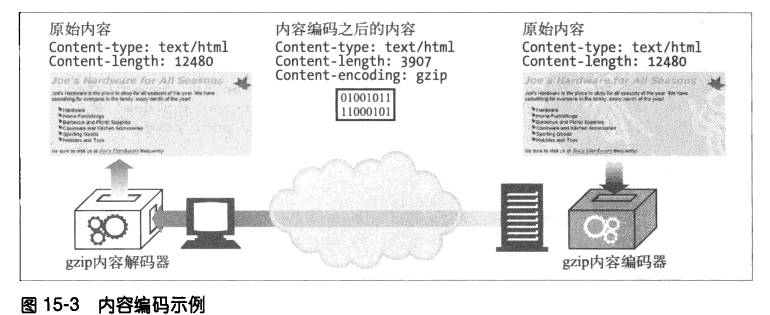 原始内容
Content-type: text/html
Content-length: 12480
Joe's Hardware for All Seasons
Joe's Hardware is the place to shop for all seasons of the year. We have
something for everyone in the family, every month of the year!
Hardware
Home Furnishings
Barbecue and Picnic Supplies
Cookware and Kitchen Accessories
Sporting Goods
Hobbies and Toys
Be sure to visit us at Joe's Hardware frequently!
gzip内容解码器
内容编码之后的内容
Content-type: text/html
Content-length: 3907
Content-encoding: gzip
01001011
11000101
原始内容
Content-type: text/html
Content-length: 12480
Joe's Hardware for All Seasons
Joe's Hardware is the place to shop for all seasons of the year. We have
something for everyone in the family, every month of the year!
Hardware
Home Furnishings
Barbecue and Picnic Supplies
Cookware and Kitchen Accessories
Sporting Goods
Hobbies and Toys
Be sure to visit us at Joe's Hardware frequently!
gzip内容编码器
图 15-3 内容编码示例